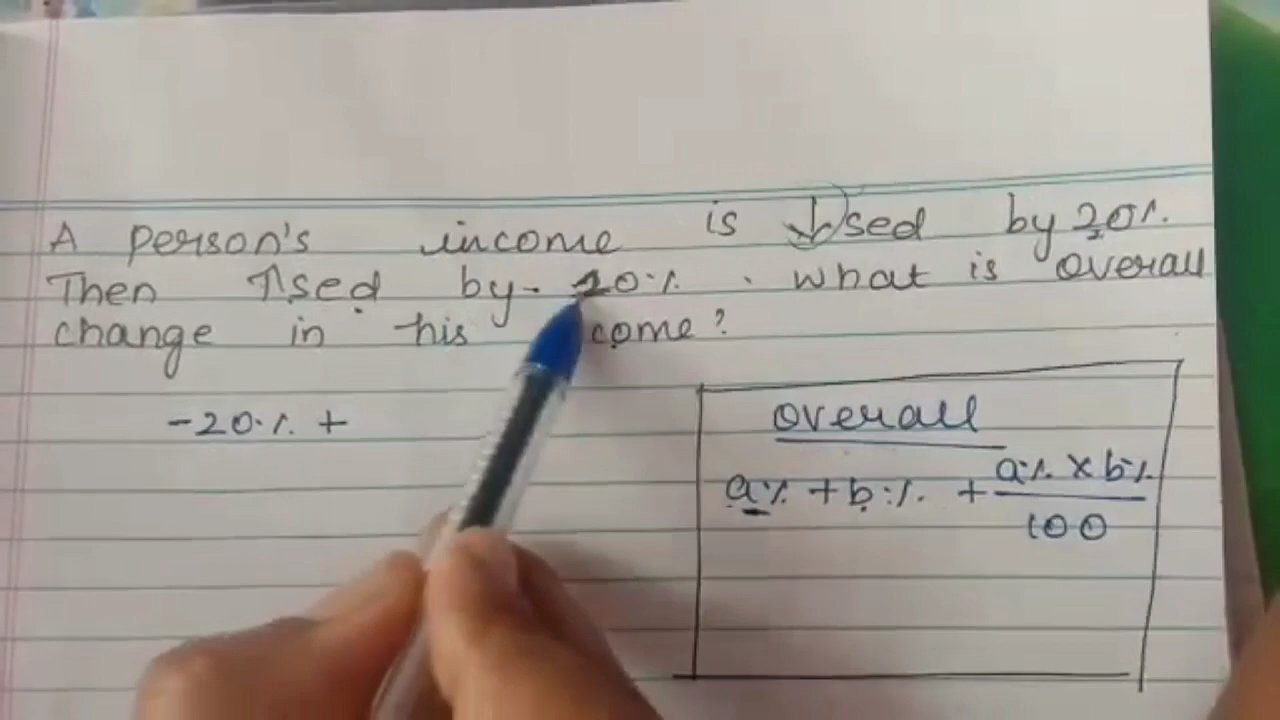 A person's income is ↓sed by 20%.
Then ↑sed by 20%. What is overall
change in his come?
-20% +
overall
a% + b% + a% × b%
100